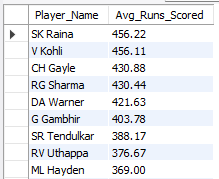 Player_Name Avg_Runs_Scored
SK Raina 456.22
V Kohli 456.11
CH Gayle 430.88
RG Sharma 430.44
DA Warner 421.63
G Gambhir 403.78
SR Tendulkar 388.17
RV Uthappa 376.67
ML Hayden 369.00